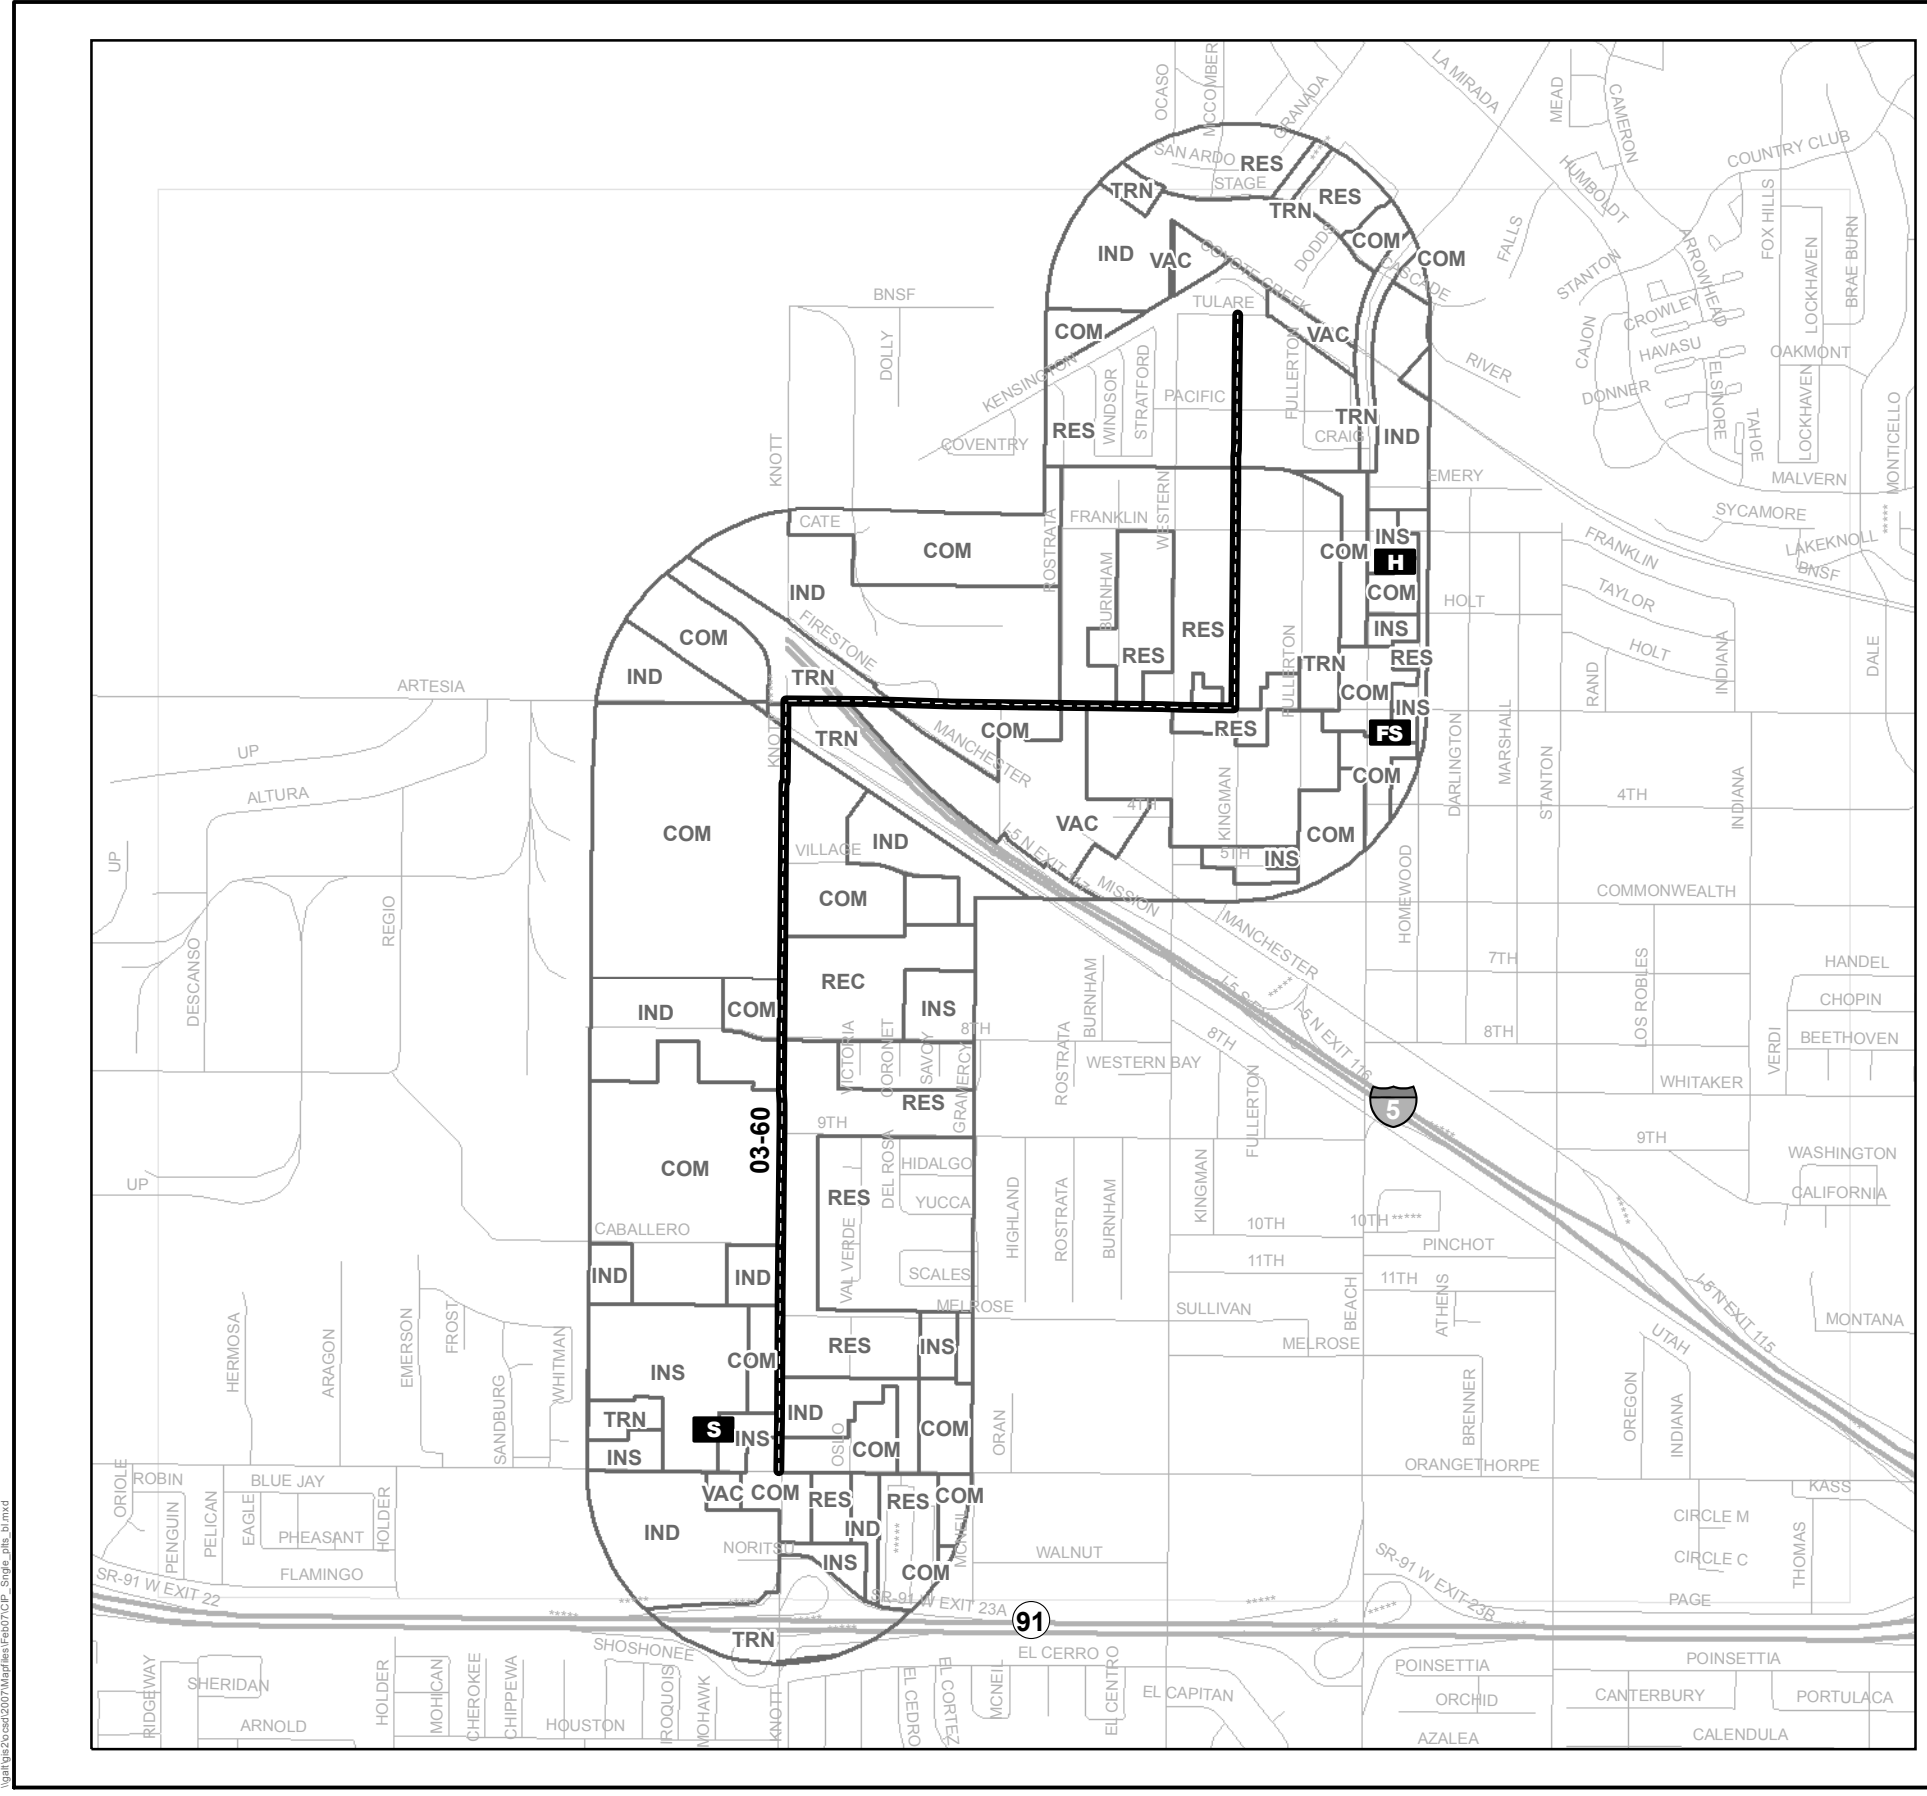 OCASO
MCCOMBER
GRANADA
LA MIRADA
MEAD
CAMERON
COUNTRY CLUB
SAN ARDO
RES
*****
STAGE
HUMBOLDT
TRN
RES
TRN
FOX HILLS
FALLS
DODDS
COM
COM
ARROWHEAD
BRAE BURN
IND
VAC
COYOTE CREEK
CASCADE
STANTON
LOCKHAVEN
BNSF
TULARE
CROWLEY
COM
VAC
DOLLY
FULLERTON
CAJON
HAVASU
OAKMONT
KENSINGTON
WINDSOR
STRATFORD
PACIFIC
RIVER
DONNER
ELSINORE
LOCKHAVEN
TAHOE
MONTICELLO
RES
TRN
CRAIG
IND
COVENTRY
KNOTT
EMERY
MALVERN
CATE
ROSTRATA
FRANKLIN
WESTERN
SYCAMORE
*****
COM
COM
INS
H
FRANKLIN
LAKEKNOLL
BNSF
IND
BURNHAM
COM
HOLT
TAYLOR
COM
FIRESTONE
RES
INS
HOLT
INDIANA
DALE
RES
FULLERTON
TRN
RES
RAND
IND
TRN
ARTESIA
COM
INS
KNOTT
TRN
MANCHESTER
COM
RES
FS
DARLINGTON
MARSHALL
STANTON
UP
COM
INDIANA
ALTURA
4TH
4TH
COM
VAC
KINGMAN
COM
UP
VILLAGE
IND
I-5 N EXIT 117
5TH
INS
HOMEWOOD
COM
MISSION
COMMONWEALTH
REGIO
MANCHESTER
DESCANSO
7TH
HANDEL
REC
BURNHAM
*****
LOS ROBLES
CHOPIN
IND
COM
INS
8TH
I-5 N EXIT 116
8TH
8TH
BEETHOVEN
VICTORIA
CORONET
SAVOY
GRAMERCY
ROSTRATA
WESTERN BAY
VERDI
WHITAKER
RES
FULLERTON
5
03-60
9TH
*****
9TH
WASHINGTON
COM
DEL ROSA
HIDALGO
KINGMAN
CALIFORNIA
UP
RES
YUCCA
HIGHLAND
ROSTRATA
BURNHAM
10TH
10TH
*****
*****
CABALLERO
VAL VERDE
PINCHOT
IND
IND
SCALES
11TH
11TH
MELROSE
SULLIVAN
BEACH
ATHENS
I-5 N EXIT 115
MONTANA
HERMOSA
ARAGON
EMERSON
FROST
WHITMAN
RES
INS
MELROSE
UTAH
INS
COM
SANDBURG
BRENNER
OREGON
INDIANA
TRN
S
INS
IND
OSLO
COM
COM
ORAN
INS
ORANGETHORPE
ORIOLE
ROBIN
BLUE JAY
KASS
VAC
COM
RES
RES
COM
PENGUIN
PELICAN
EAGLE
PHEASANT
HOLDER
IND
IND
*****
MCNEIL
CIRCLE M
NORITSU
INS
WALNUT
CIRCLE C
THOMAS
FLAMINGO
COM
SR-91 W EXIT 22
SR-91 W EXIT 23A
SR-91 W EXIT 23B
PAGE
91
TRN
SHOSHONEE
EL CERRO
POINSETTIA
POINSETTIA
RIDGEWAY
SHERIDAN
HOLDER
MOHICAN
CHEROKEE
CHIPPEWA
IROQUOIS
MOHAWK
KNOTT
EL CEDRO
EL CORTEZ
MCNEIL
EL CENTRO
EL CAPITAN
ORCHID
CANTERBURY
PORTULACA
ARNOLD
HOUSTON
AZALEA
CALENDULA
\\galt\gis2\ocsd\2007\Mapfiles\Feb07\CIP_Sngle_plts_bl.mxd